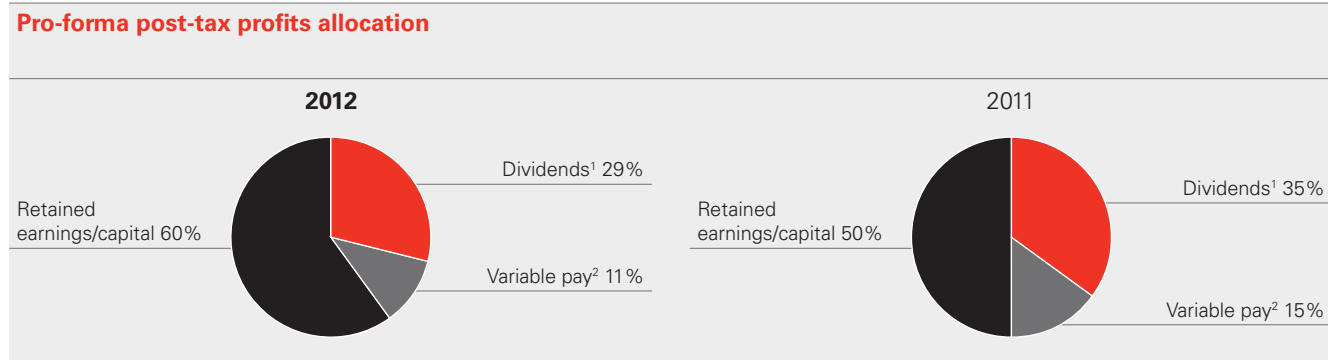 Pro-forma post-tax profits allocation
2012
Dividends¹ 29%
Retained
earnings/capital 60%
Variable pay² 11%
2011
Dividends¹ 35%
Retained
earnings/capital 50%
Variable pay² 15%